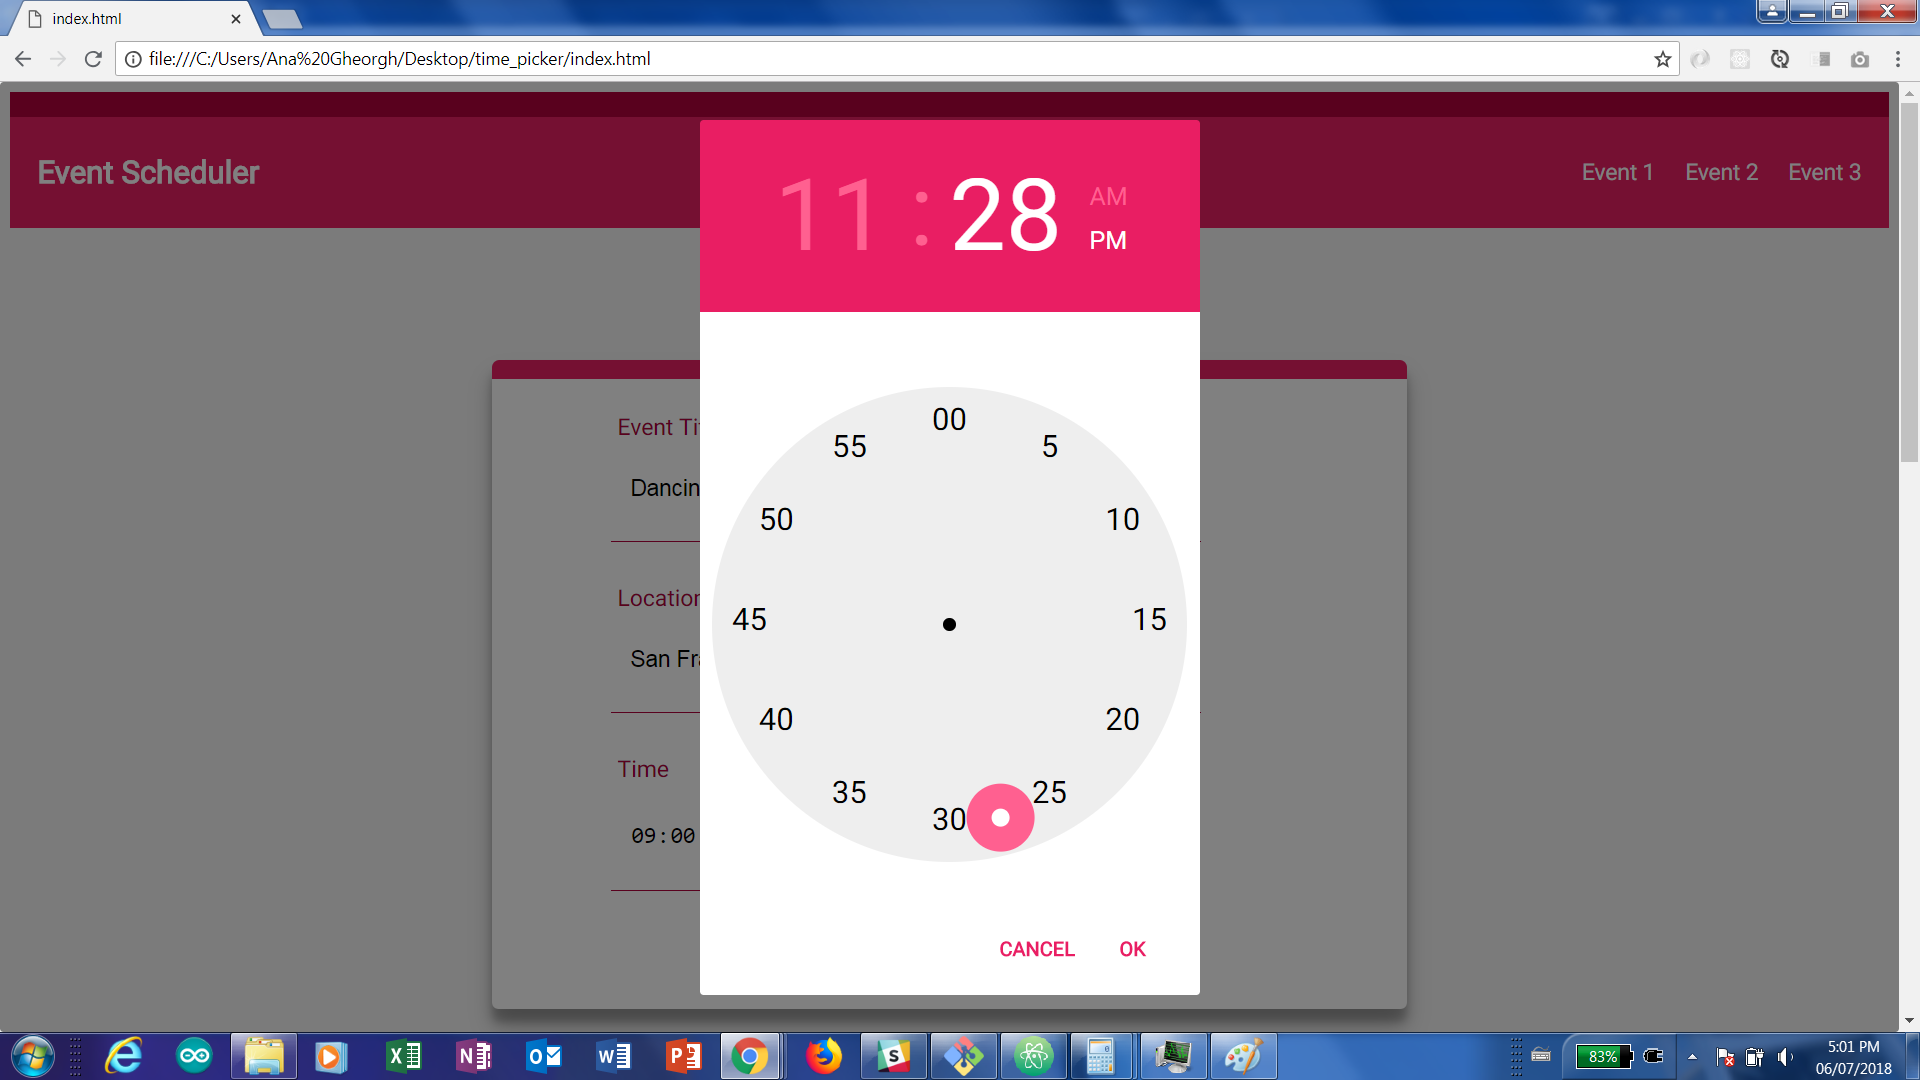 index.html
file:///C:/Users/Ana%20Gheorgh/Desktop/time_picker/index.html
Event Scheduler
Event 1 Event 2 Event 3
11 : 28
AM
PM
Event Ti
Dancin
Location
San Fra
Time
09:00
00
55 5
50 10
45 15
40 20
35 25
30
CANCEL OK
83%
5:01 PM
06/07/2018